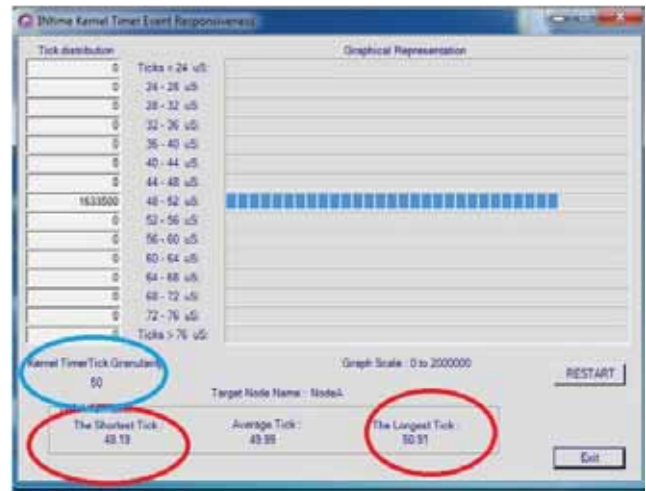 INtime Kernel Timer Event Responsiveness
Tick distribution
Graphical Representation
0 Ticks < 24 uS:
0 24 - 28 uS:
0 28 - 32 uS:
0 32 - 36 uS:
0 36 - 40 uS:
0 40 - 44 uS:
0 44 - 48 uS:
1633500 48 - 52 uS:
0 52 - 56 uS:
0 56 - 60 uS:
0 60 - 64 uS:
0 64 - 68 uS:
0 68 - 72 uS:
0 72 - 76 uS:
Ticks > 76 uS:
Kernel TimerTick Granularity
50
Graph Scale : 0 to 2000000
RESTART
Target Node Name : NodeA
The Shortest Tick :
Average Tick :
The Longest Tick :
49.99
50.91
Exit